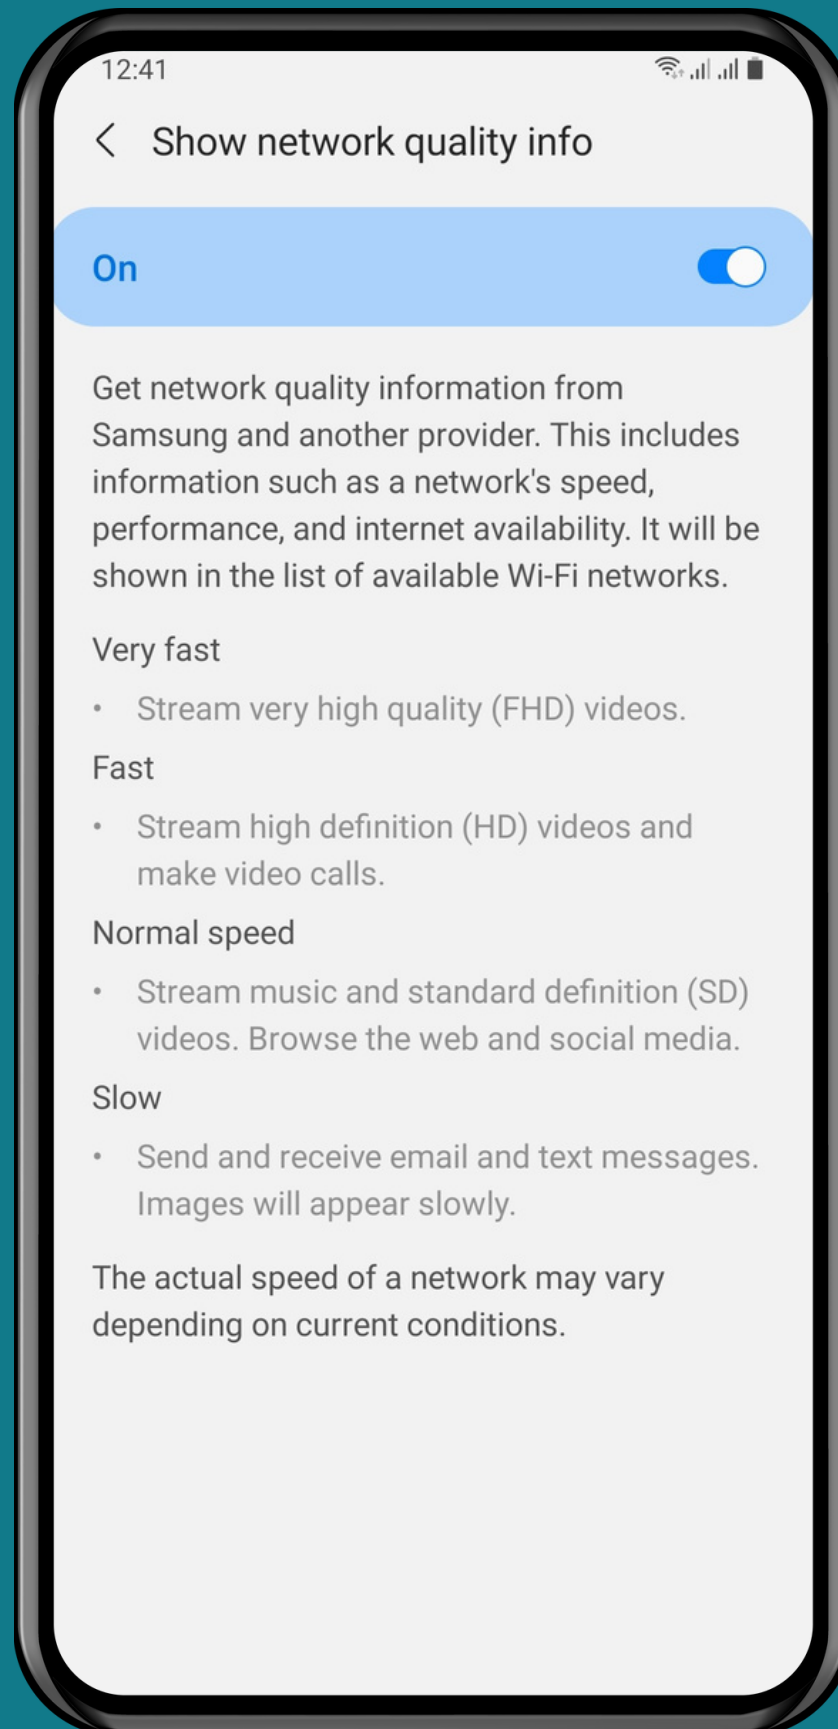 12:41
Show network quality info
On
Get network quality information from
Samsung and another provider. This includes
information such as a network's speed,
performance, and internet availability. It will be
shown in the list of available Wi-Fi networks.
Very fast
• Stream very high quality (FHD) videos.
Fast
• Stream high definition (HD) videos and
make video calls.
Normal speed
• Stream music and standard definition (SD)
videos. Browse the web and social media.
Slow
• Send and receive email and text messages.
Images will appear slowly.
The actual speed of a network may vary
depending on current conditions.